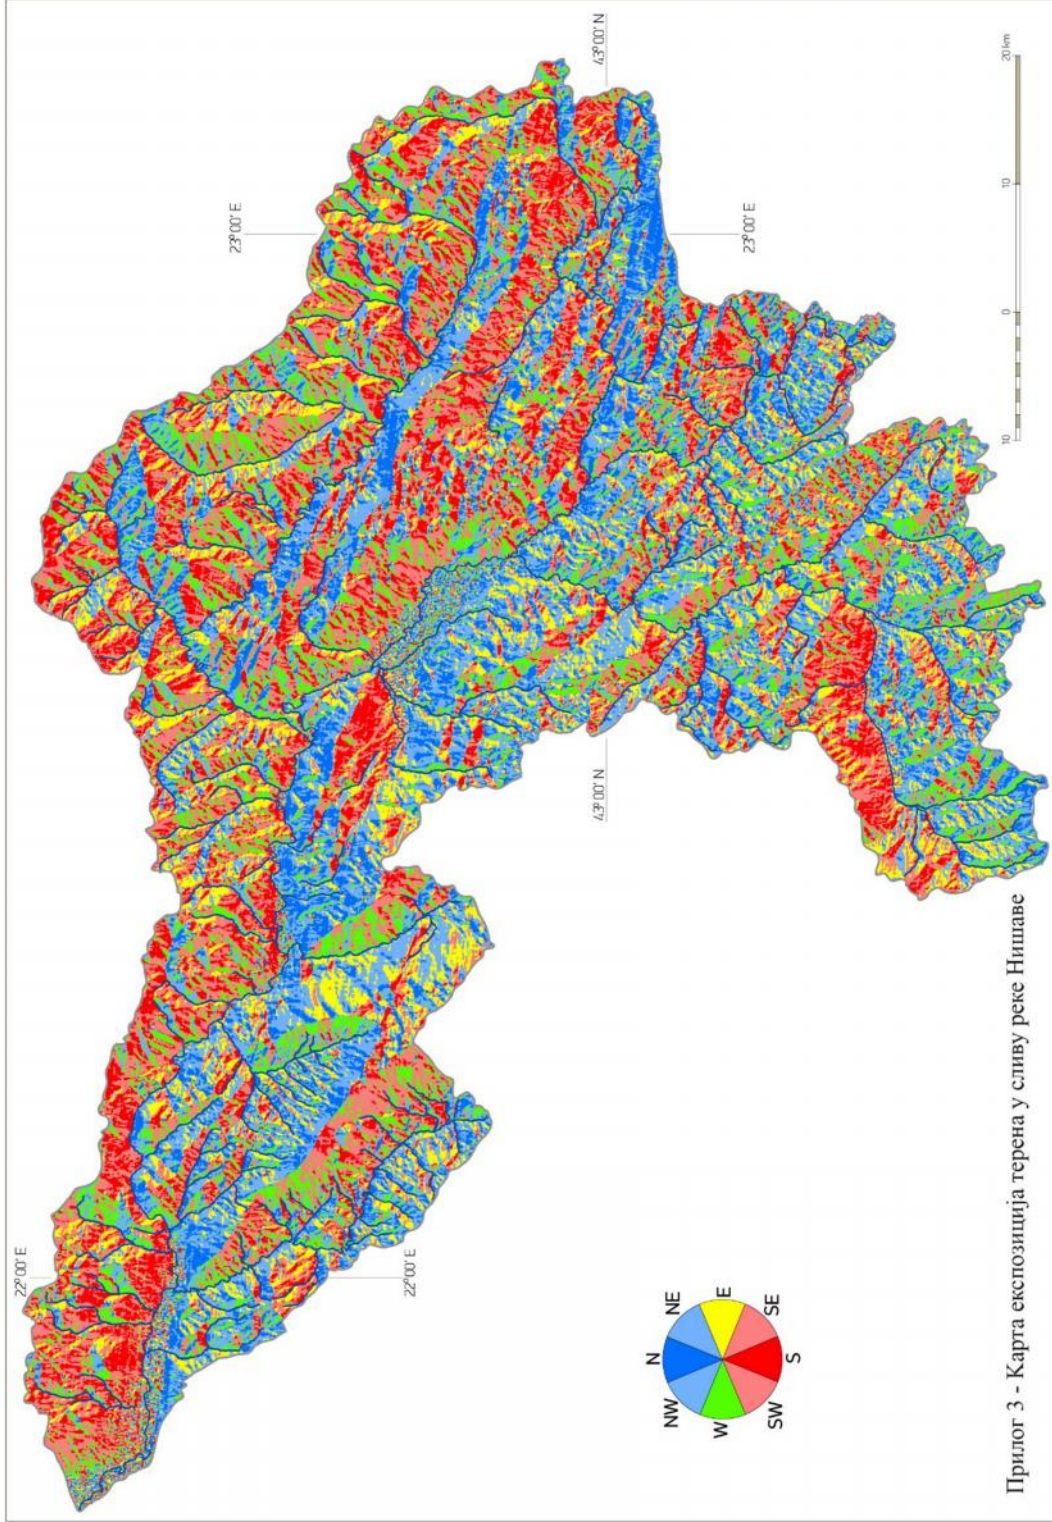 22°00' E
23°00' E
43°00' N
43°00' N
22°00' E
23°00' E
N
NE
E
SE
S
SW
W
NW
10
0
10
20 km
Прилог 3 - Карта експозиција терена у сливу реке Нишаве